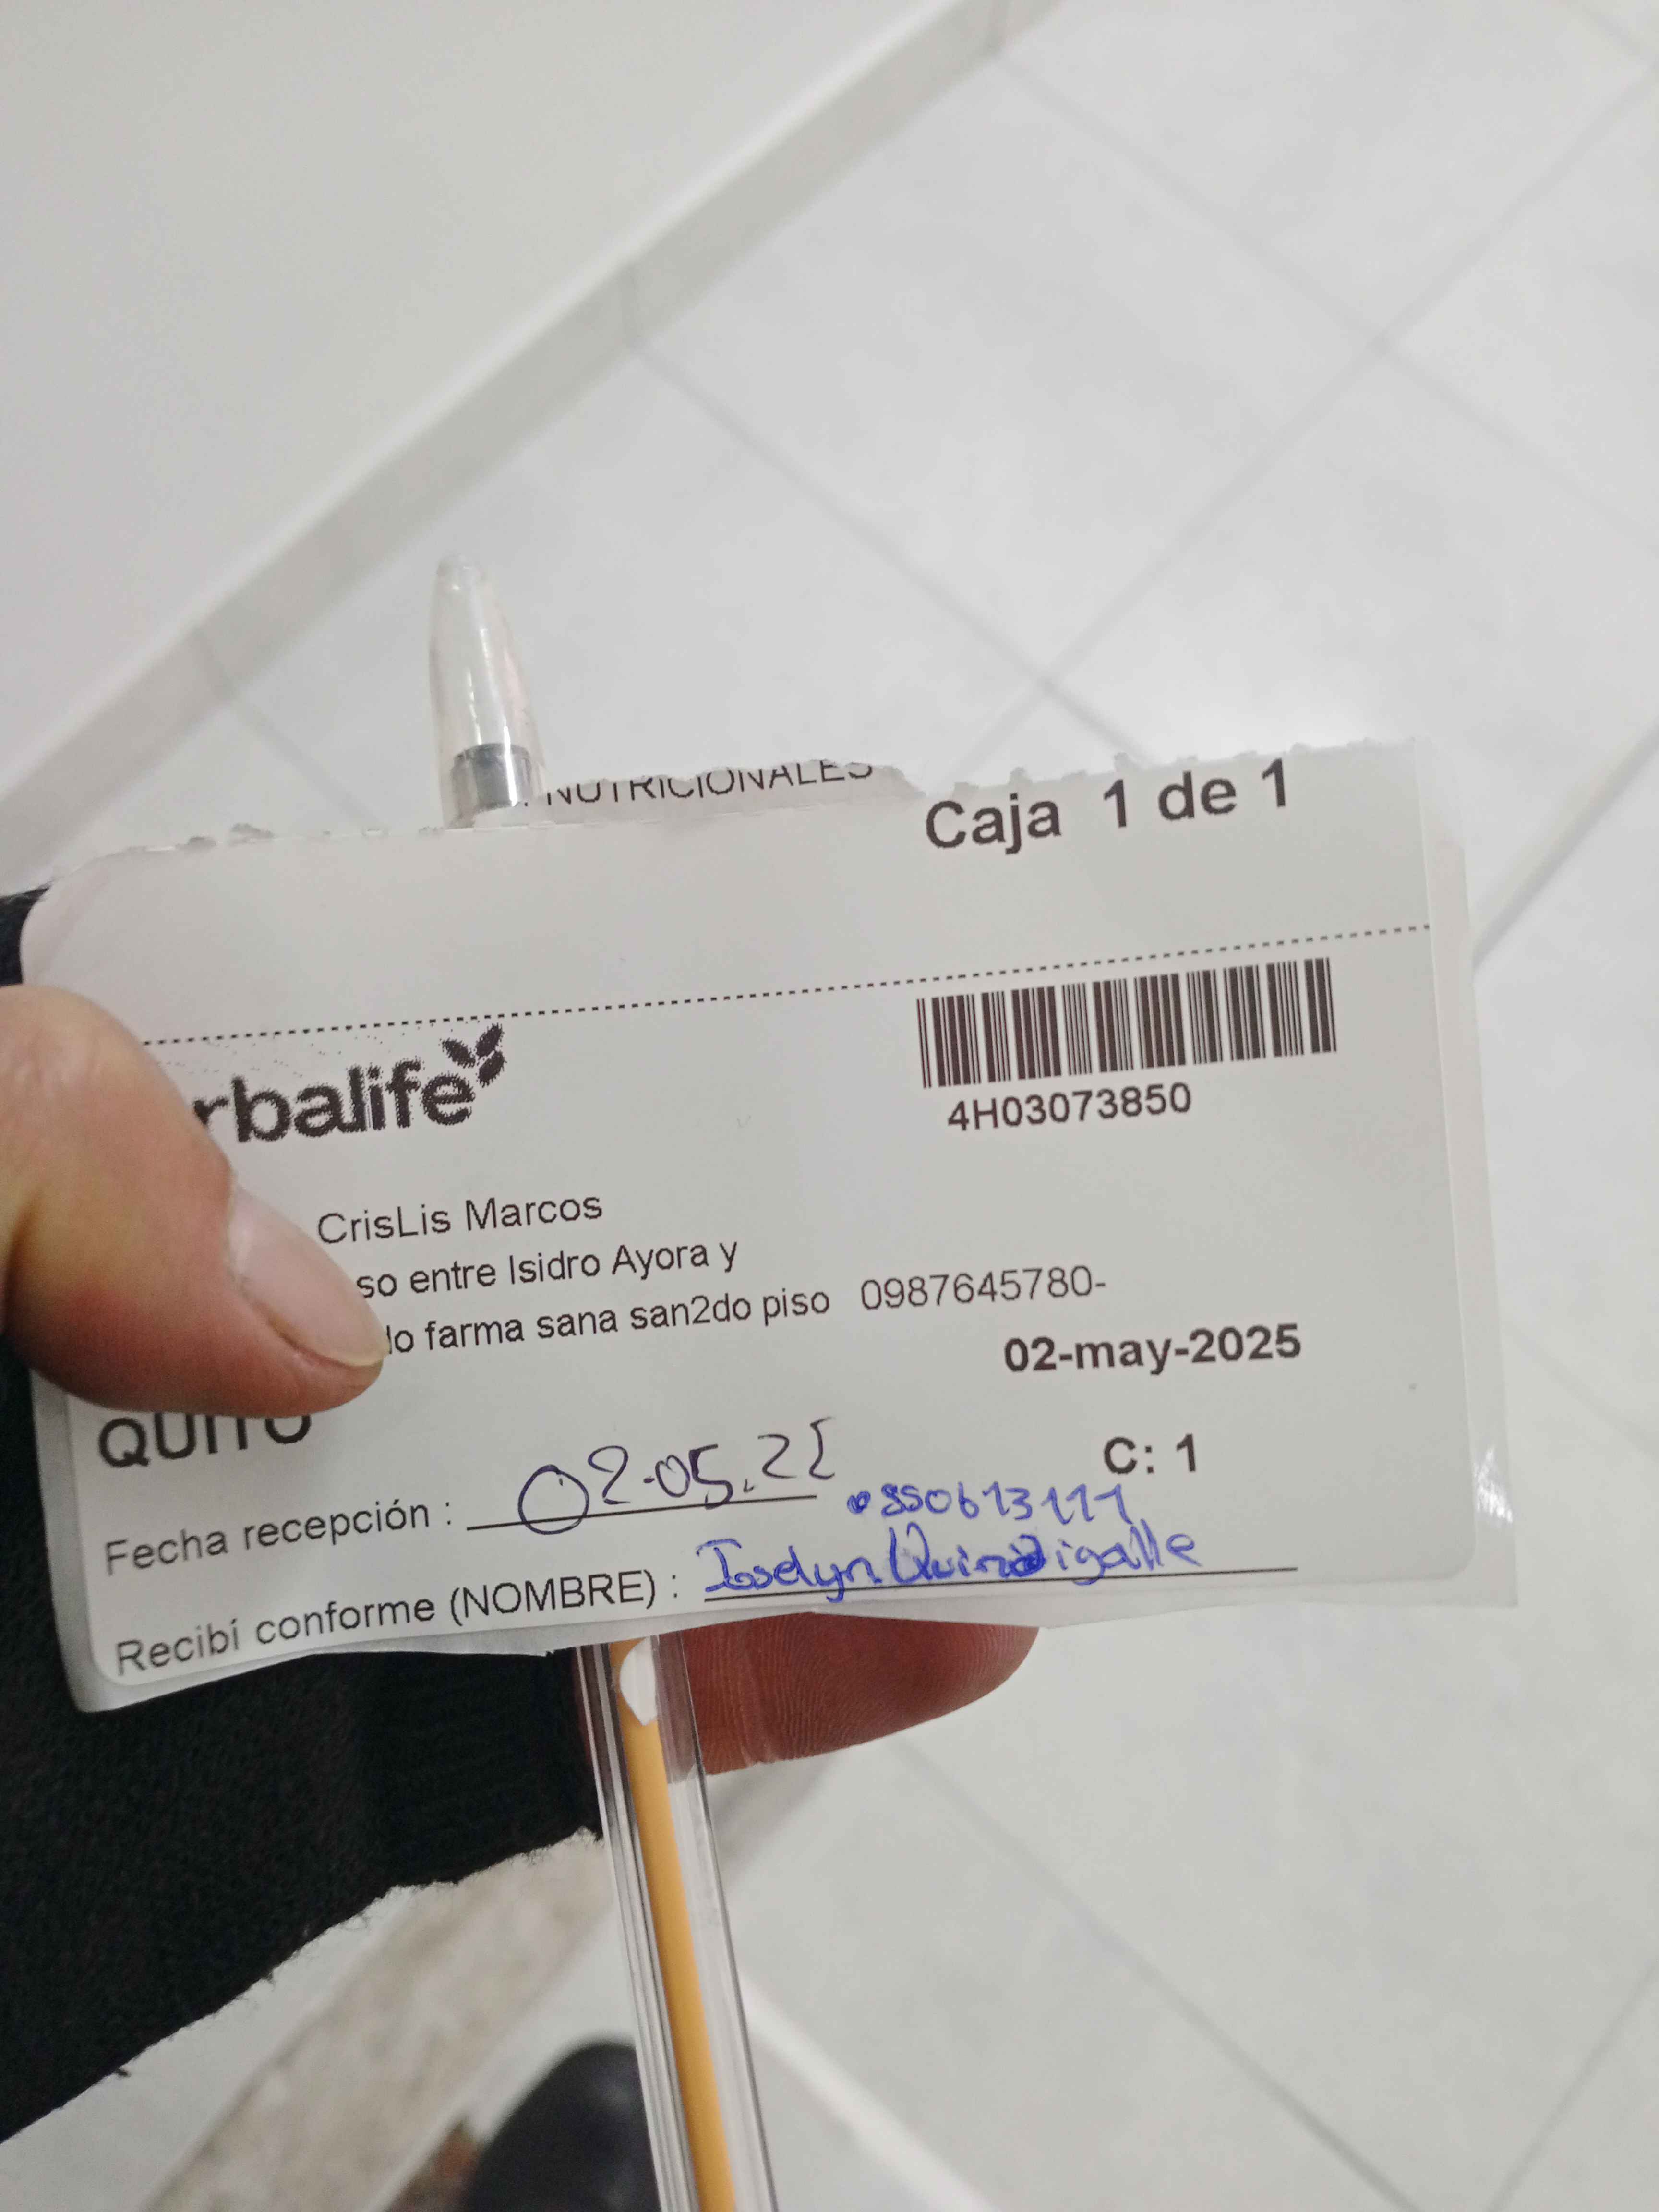 NUTRICIONALES
Caja 1 de 1
rbalife
4H03073850
CrisLis Marcos
so entre Isidro Ayora y
lo farma sana san2do piso 0987645780-
02-may-2025
QUITO
C: 1
Fecha recepción : 02-05.25
Recibí conforme (NOMBRE) :